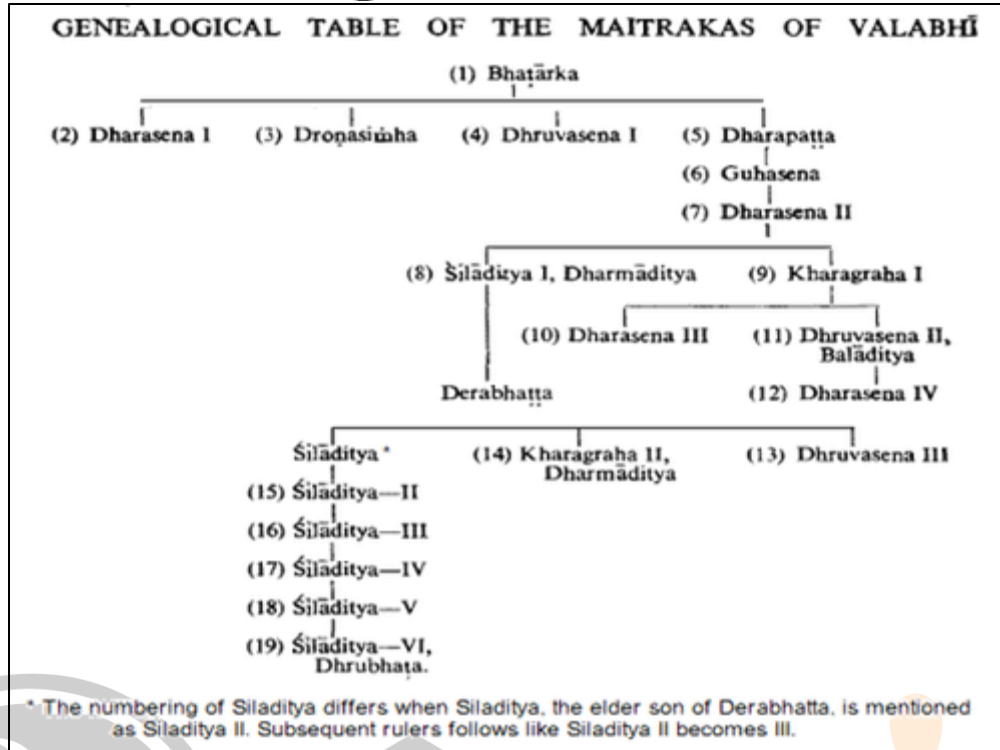 GENEALOGICAL TABLE OF THE MAITRAKAS OF VALABHĪ
(1) Bhaṭārka
(2) Dharasena I (3) Droṇasiṁha (4) Dhruvasena I (5) Dharapaṭṭa
(6) Guhasena
(7) Dharasena II
(8) Śilāditya I, Dharmāditya (9) Kharagraha I
(10) Dharasena III (11) Dhruvasena II,
Balāditya
Derabhaṭṭa (12) Dharasena IV
Śilāditya* (14) Kharagraha II, (13) Dhruvasena III
Dharmāditya
(15) Śilāditya—II
(16) Śilāditya—III
(17) Śilāditya—IV
(18) Śilāditya—V
(19) Śilāditya—VI,
Dhrubhaṭa.
* The numbering of Siladitya differs when Siladitya, the elder son of Derabhatta, is mentioned
as Siladitya II. Subsequent rulers follows like Siladitya II becomes III.